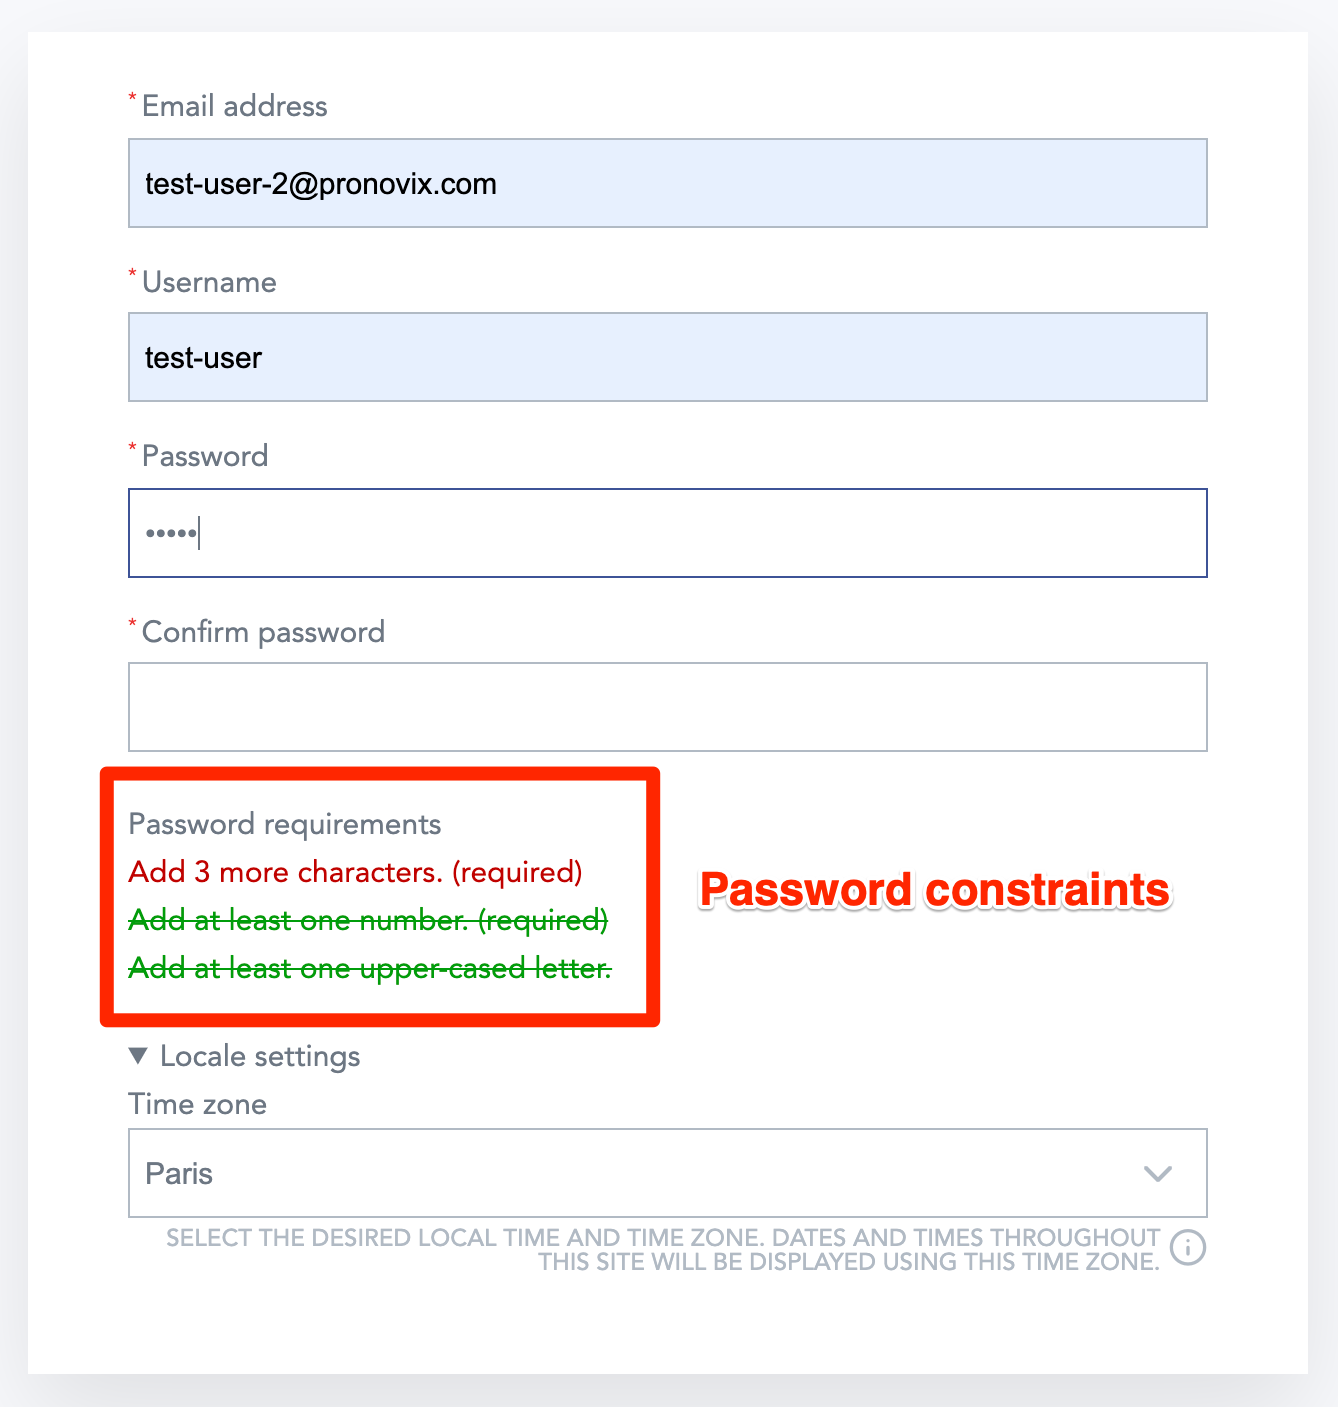 * Email address
test-user-2@pronovix.com
* Username
test-user
* Password
•••••
* Confirm password
Password requirements
Add 3 more characters. (required)
Add at least one number. (required)
Add at least one upper-cased letter.
Password constraints
▼ Locale settings
Time zone
Paris
SELECT THE DESIRED LOCAL TIME AND TIME ZONE. DATES AND TIMES THROUGHOUT
THIS SITE WILL BE DISPLAYED USING THIS TIME ZONE.